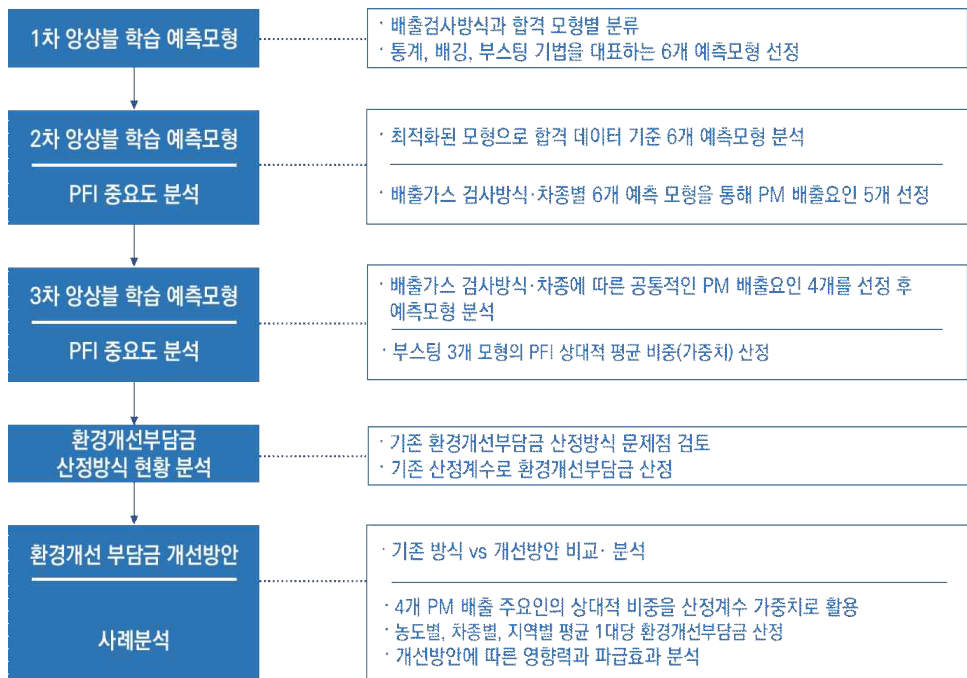 1차 앙상블 학습 예측모형
· 배출검사방식과 합격 모형별 분류
· 통계, 배깅, 부스팅 기법을 대표하는 6개 예측모형 선정
2차 앙상블 학습 예측모형
PFI 중요도 분석
· 최적화된 모형으로 합격 데이터 기준 6개 예측모형 분석
· 배출가스 검사방식·차종별 6개 예측 모형을 통해 PM 배출요인 5개 선정
3차 앙상블 학습 예측모형
PFI 중요도 분석
· 배출가스 검사방식·차종에 따른 공통적인 PM 배출요인 4개를 선정 후
예측모형 분석
· 부스팅 3개 모형의 PFI 상대적 평균 비중(가중치) 산정
환경개선부담금
산정방식 현황 분석
· 기존 환경개선부담금 산정방식 문제점 검토
· 기존 산정계수로 환경개선부담금 산정
환경개선 부담금 개선방안
사례분석
· 기존 방식 vs 개선방안 비교· 분석
· 4개 PM 배출 주요인의 상대적 비중을 산정계수 가중치로 활용
· 농도별, 차종별, 지역별 평균 1대당 환경개선부담금 산정
· 개선방안에 따른 영향력과 파급효과 분석